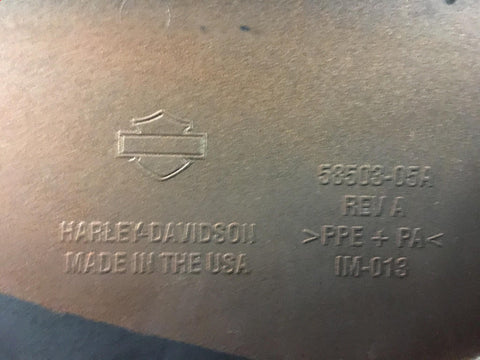 HARLEY-DAVIDSON
MADE IN THE USA
58503-05A
REV A
>PPE + PA<
IM-013